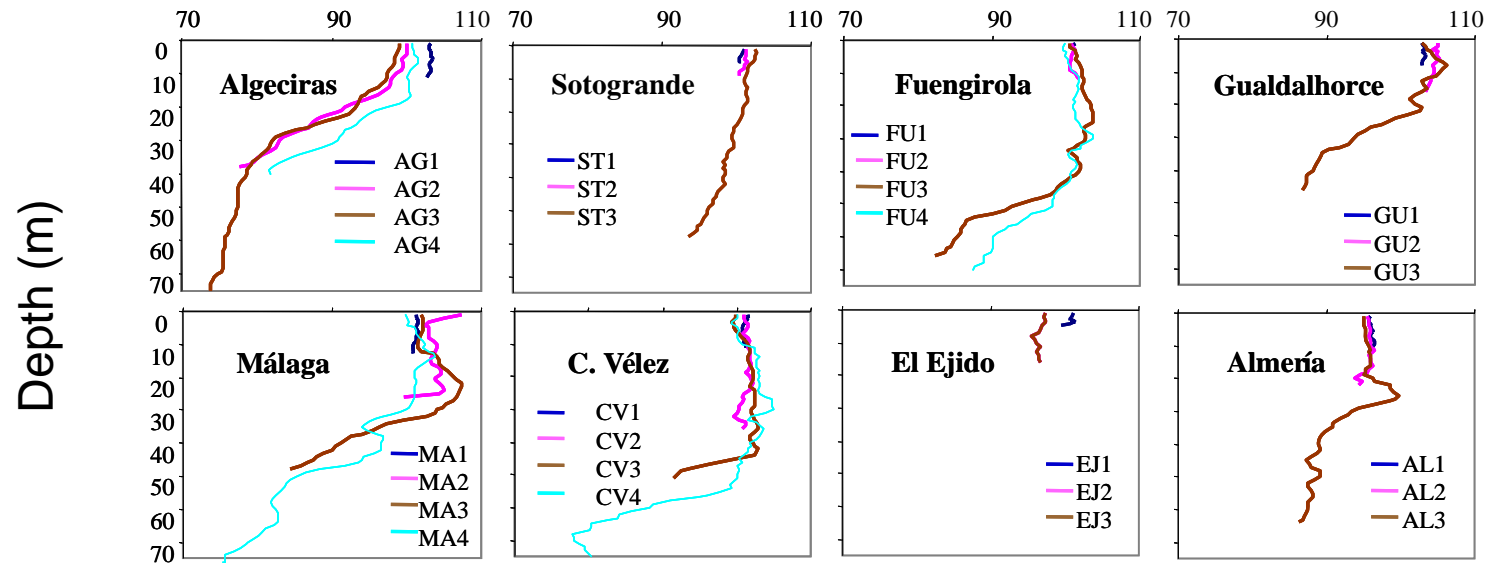 70 90 110 70 90 110 70 90 110 70 90 110
Depth (m)
0
10
20
30
40
50
60
70
Algeciras
AG1
AG2
AG3
AG4
Sotogrande
ST1
ST2
ST3
Fuengirola
FU1
FU2
FU3
FU4
Gualdalhorce
GU1
GU2
GU3
0
10
20
30
40
50
60
70
Málaga
MA1
MA2
MA3
MA4
C. Vélez
CV1
CV2
CV3
CV4
El Ejido
EJ1
EJ2
EJ3
Almería
AL1
AL2
AL3